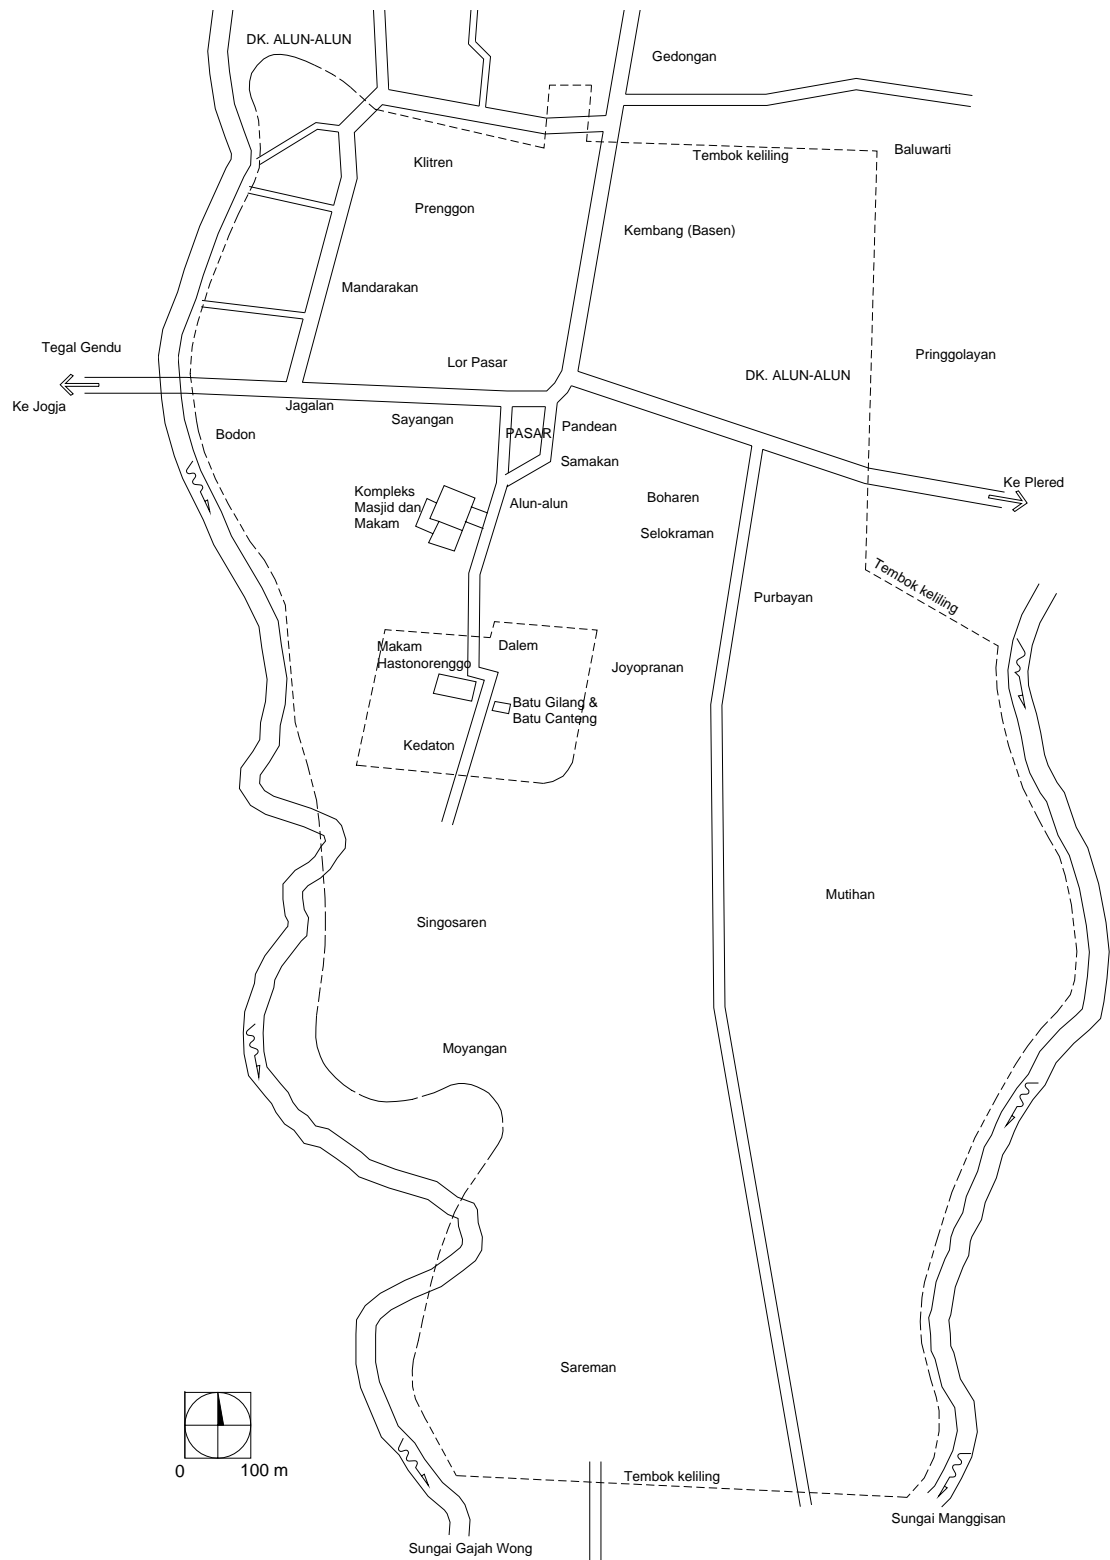 DK. ALUN-ALUN
Gedongan
Baluwarti
Tembok keliling
Klitren
Prenggon
Kembang (Basen)
Mandarakan
Tegal Gendu
Pringgolayan
Lor Pasar
DK. ALUN-ALUN
Ke Jogja
Jagalan
Sayangan
Bodon
PASAR
Pandean
Samakan
Ke Plered
Kompleks
Masjid dan
Makam
Alun-alun
Boharen
Selokraman
Tembok keliling
Purbayan
Makam
Hastonorenggo
Dalem
Joyopranan
Batu Gilang &
Batu Canteng
Kedaton
Mutihan
Singosaren
Moyangan
Sareman
0 100 m
Tembok keliling
Sungai Manggisan
Sungai Gajah Wong